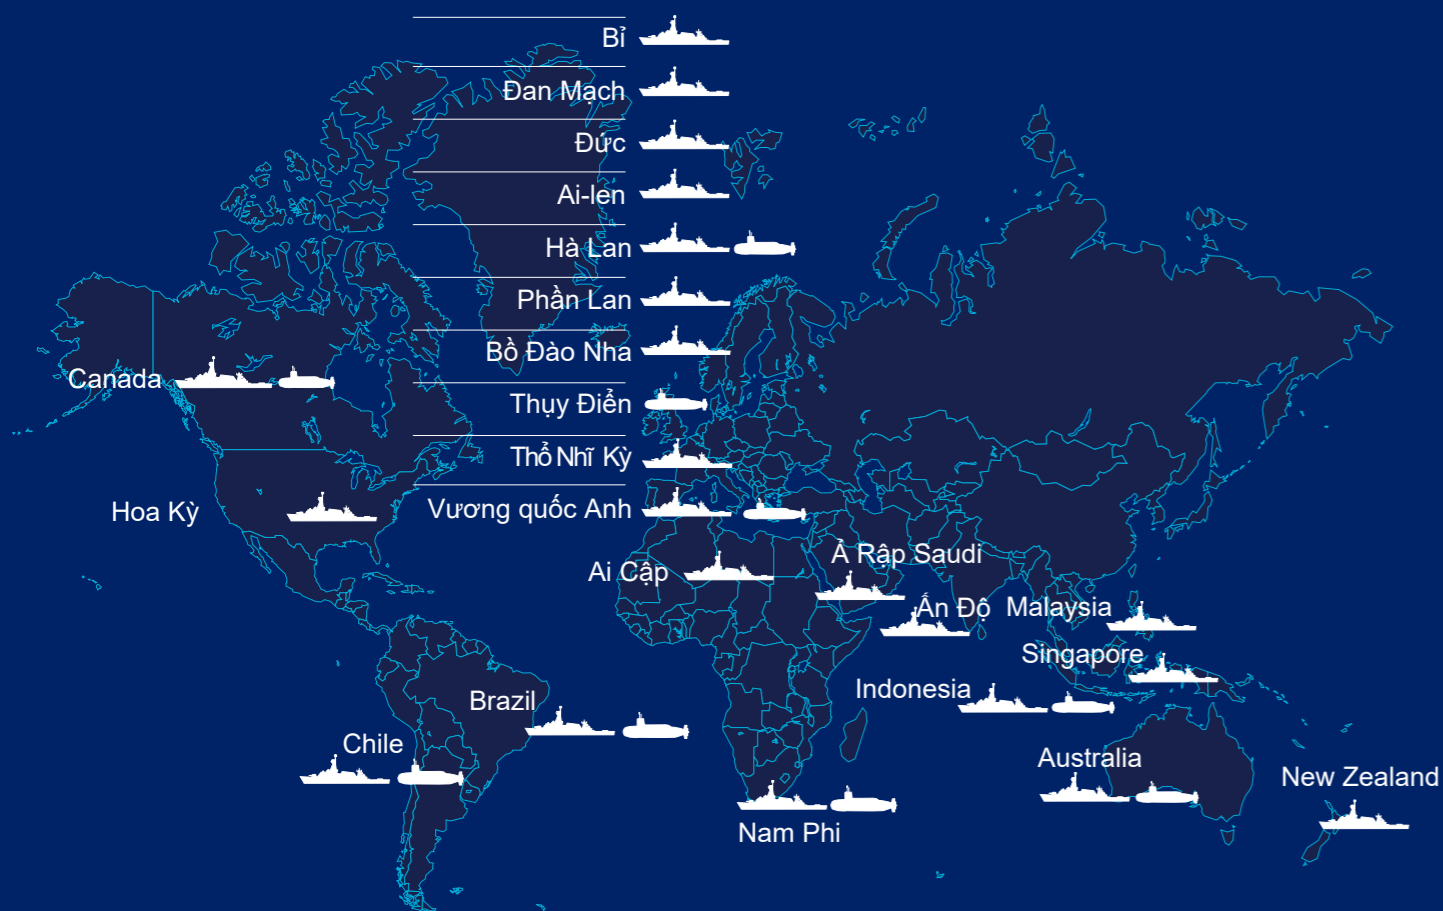 Bỉ
Đan Mạch
Đức
Ai-len
Hà Lan
Phần Lan
Bồ Đào Nha
Canada
Thụy Điển
Thổ Nhĩ Kỳ
Hoa Kỳ
Vương quốc Anh
Ả Rập Saudi
Ai Cập
Ấn Độ
Malaysia
Singapore
Indonesia
Brazil
Chile
Australia
New Zealand
Nam Phi